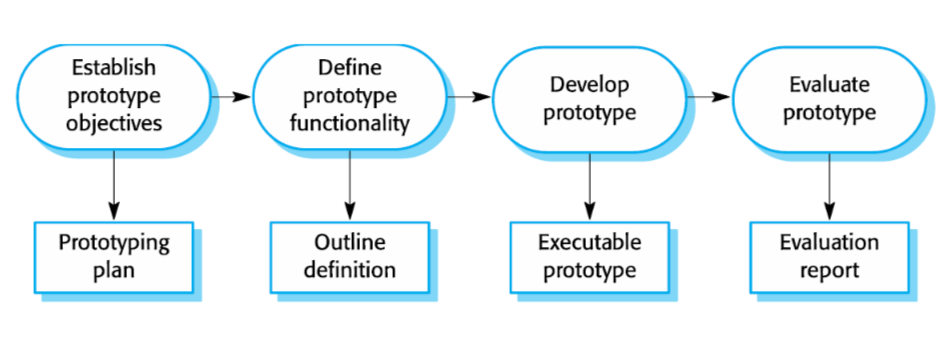 Establish
prototype
objectives
Define
prototype
functionality
Develop
prototype
Evaluate
prototype
Prototyping
plan
Outline
definition
Executable
prototype
Evaluation
report